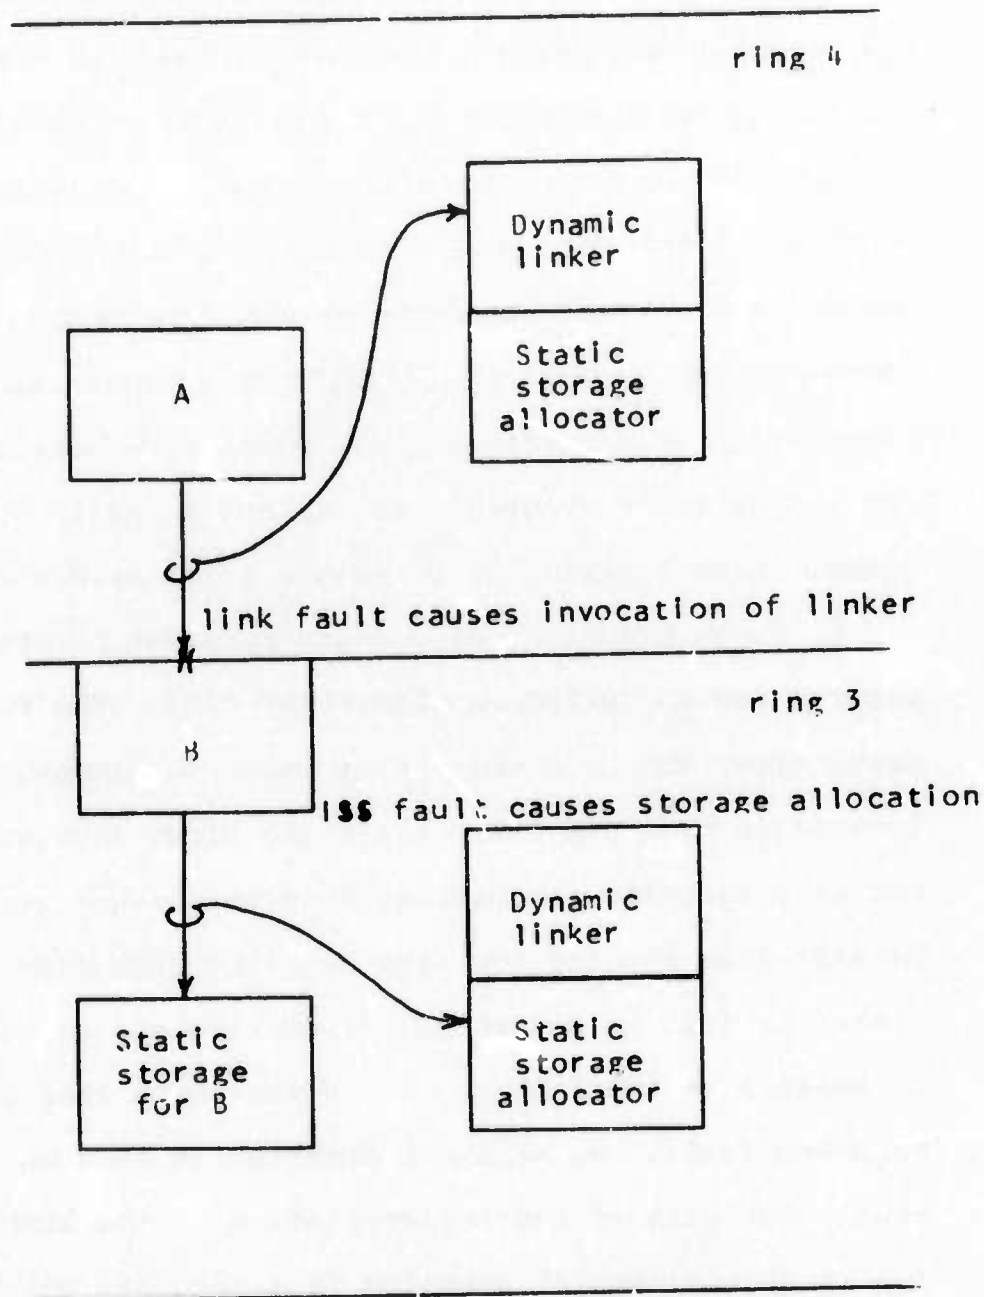 ring 4
Dynamic
linker
Static
storage
allocator
A
link fault causes invocation of linker
ring 3
B
ISS fault causes storage allocation
Dynamic
linker
Static
storage
allocator
Static
storage
for B